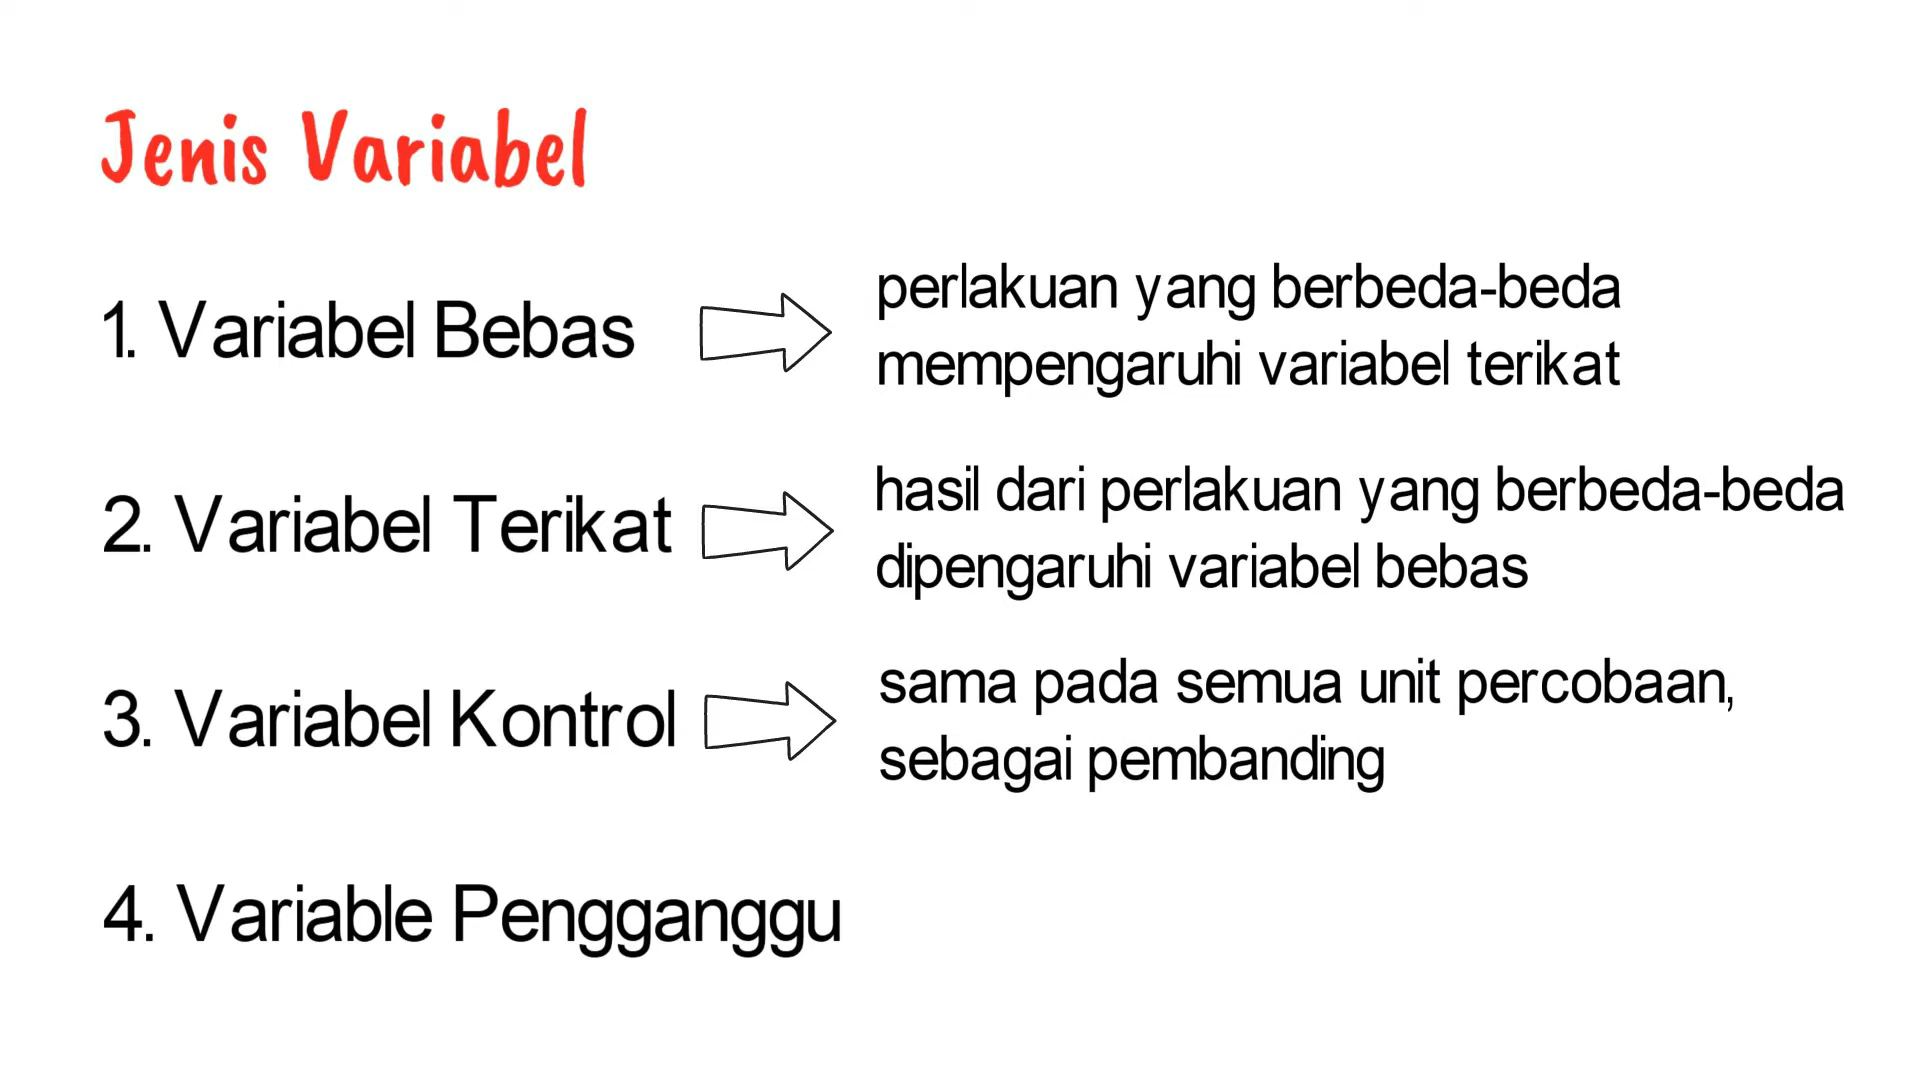 Jenis Variabel
1. Variabel Bebas
perlakuan yang berbeda-beda
mempengaruhi variabel terikat
2. Variabel Terikat
hasil dari perlakuan yang berbeda-beda
dipengaruhi variabel bebas
3. Variabel Kontrol
sama pada semua unit percobaan,
sebagai pembanding
4. Variable Pengganggu